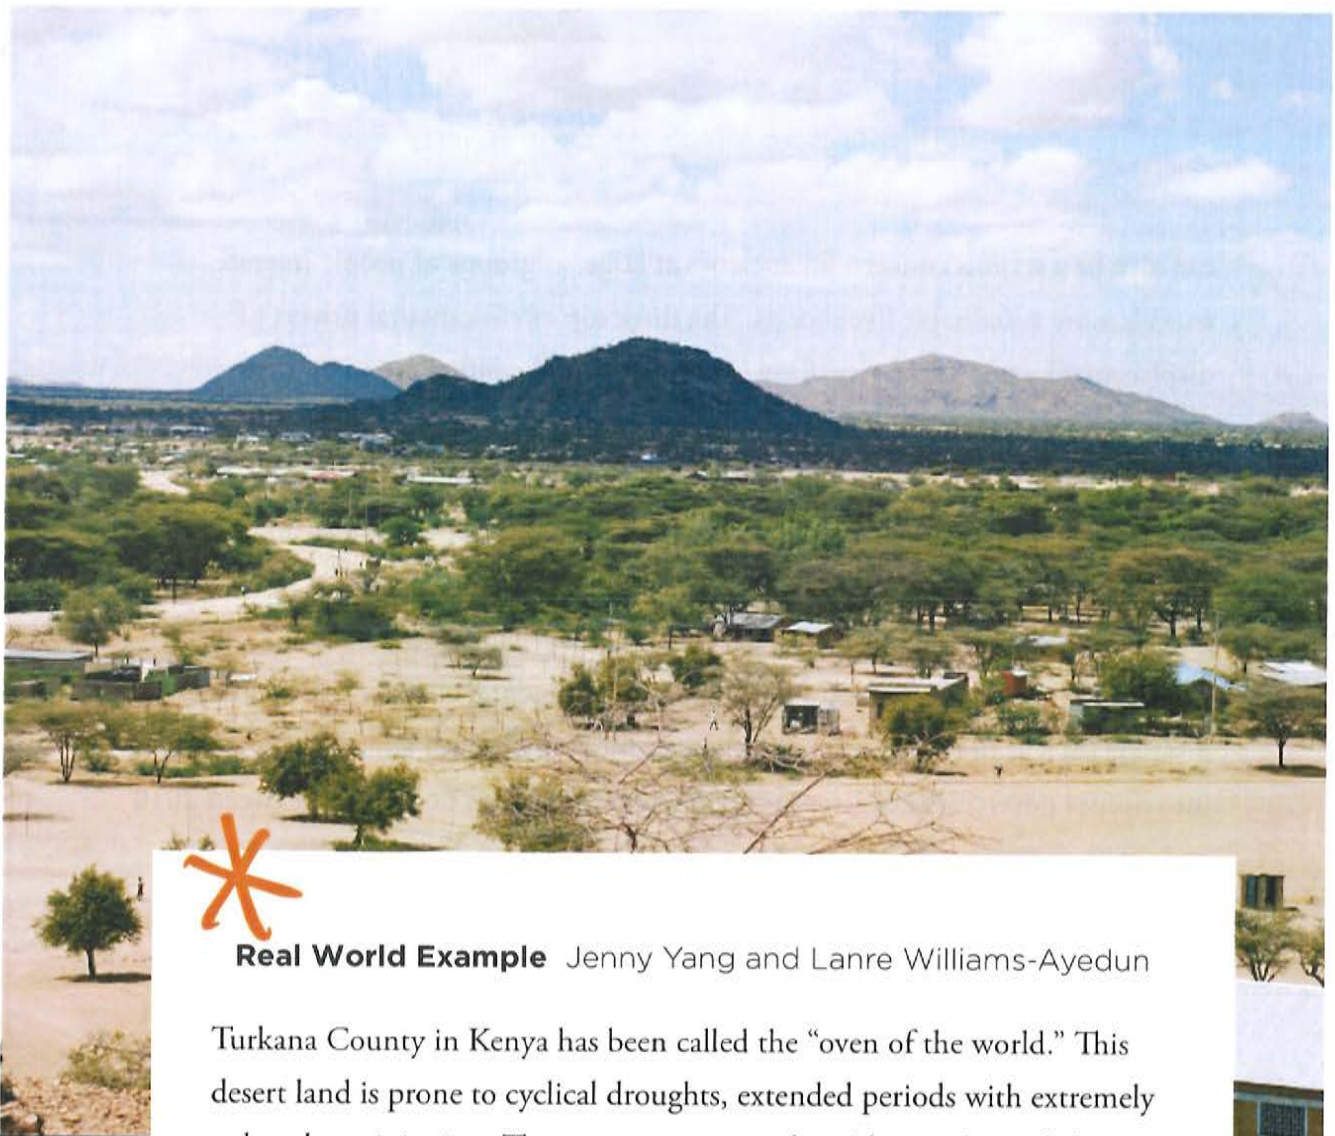 Real World Example Jenny Yang and Lanre Williams-Ayedun
Turkana County in Kenya has been called the “oven of the world.” This
desert land is prone to cyclical droughts, extended periods with extremely